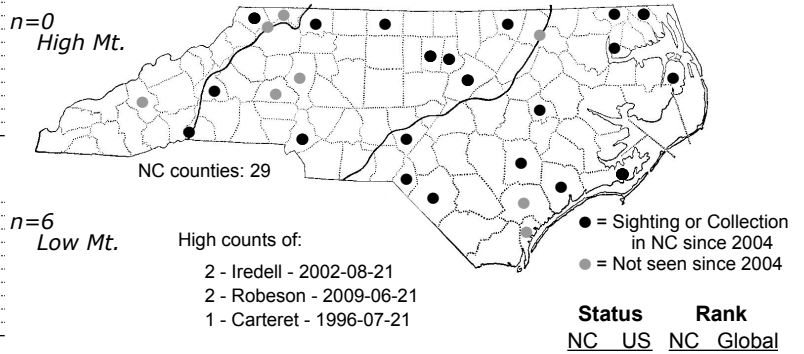 n=0
High Mt.
NC counties: 29
n=6
Low Mt.
High counts of:
2 - Iredell - 2002-08-21
2 - Robeson - 2009-06-21
1 - Carteret - 1996-07-21
● = Sighting or Collection
in NC since 2004
● = Not seen since 2004
Status Rank
NC US NC Global